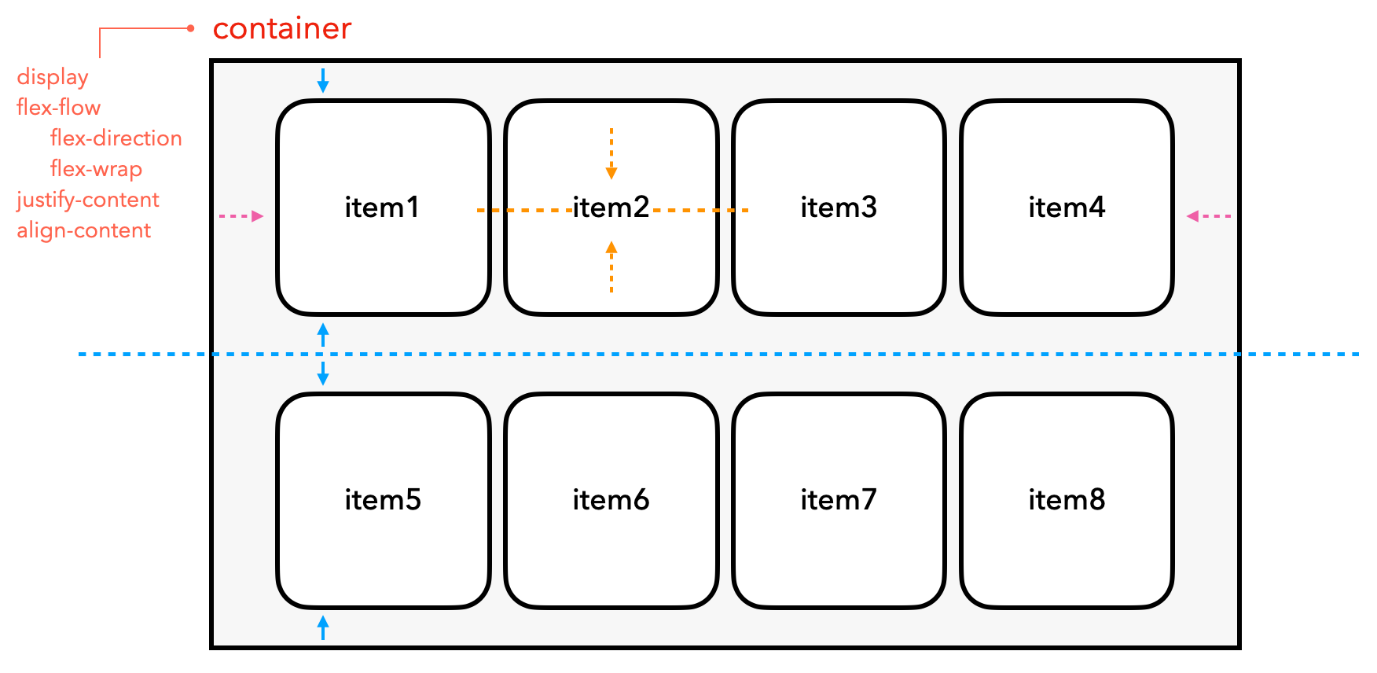 container
display
flex-flow
flex-direction
flex-wrap
justify-content
align-content
item1 item2 item3 item4
item5 item6 item7 item8